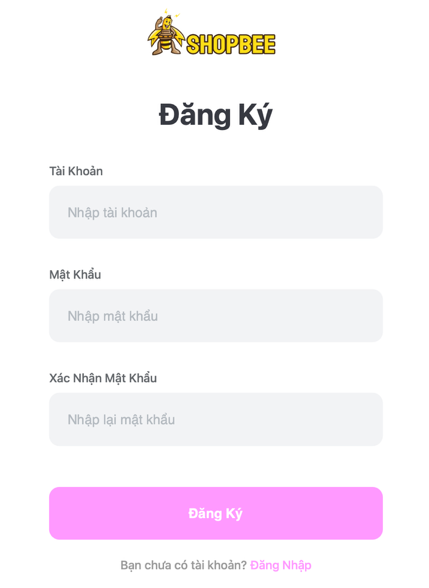 SHOPBEE
Đăng Ký
Tài Khoản
Nhập tài khoản
Mật Khẩu
Nhập mật khẩu
Xác Nhận Mật Khẩu
Nhập lại mật khẩu
Đăng Ký
Bạn chưa có tài khoản? Đăng Nhập